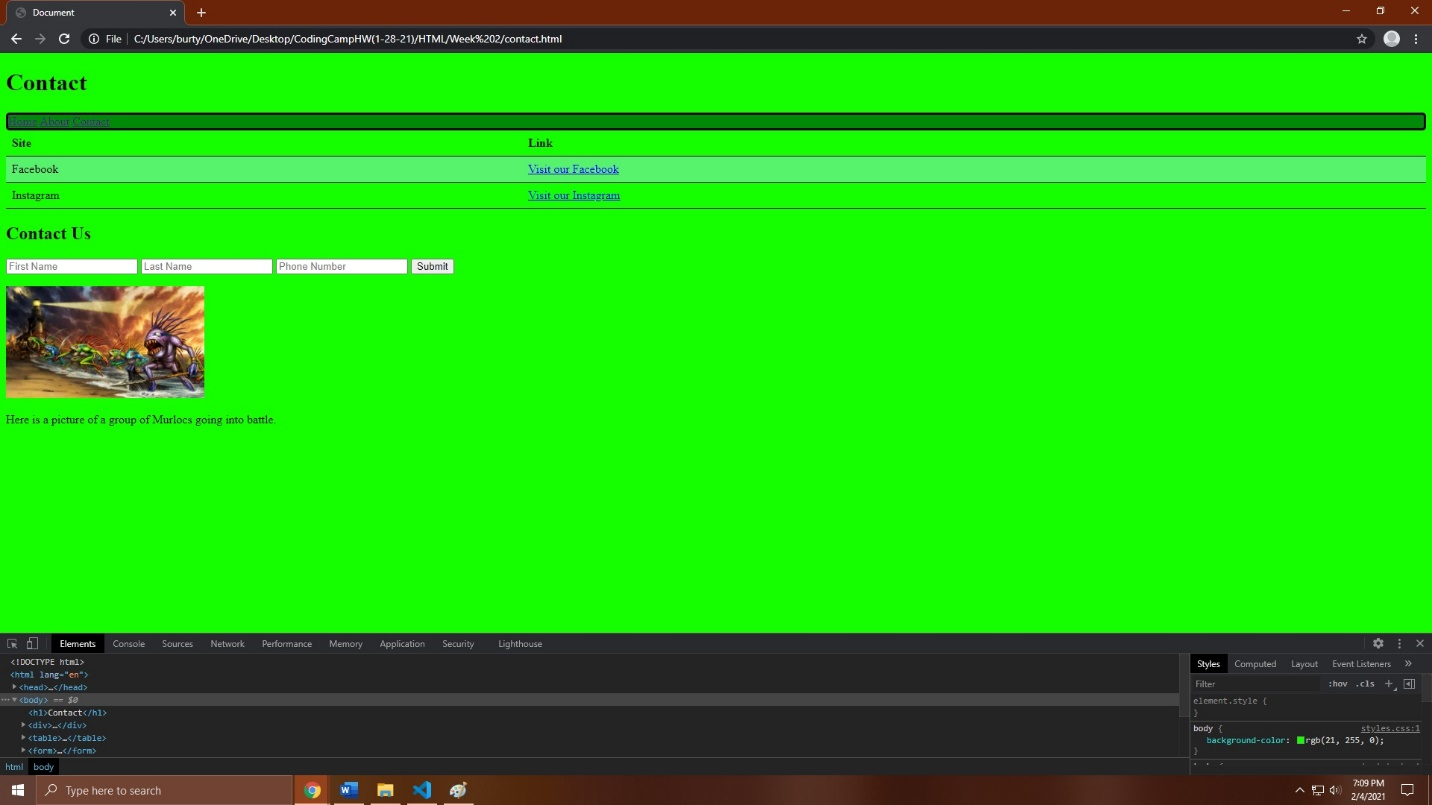 Document
File C:/Users/burty/OneDrive/Desktop/CodingCampHW(1-28-21)/HTML/Week%202/contact.html
Contact
Home About Contact
Site Link
Facebook Visit our Facebook
Instagram Visit our Instagram
Contact Us
First Name Last Name Phone Number Submit
Here is a picture of a group of Murlocs going into battle.
Elements Console Sources Network Performance Memory Application Security Lighthouse
<!DOCTYPE html>
<html lang="en">
<head>…</head>
<body> == $0
<h1>Contact</h1>
<div>…</div>
<table>…</table>
<form>…</form>
html body
Styles Computed Layout Event Listeners »
Filter :hov .cls +
element.style {
}
body { styles.css:1
background-color: rgb(21, 255, 0);
}
Type here to search
7:09 PM
2/4/2021